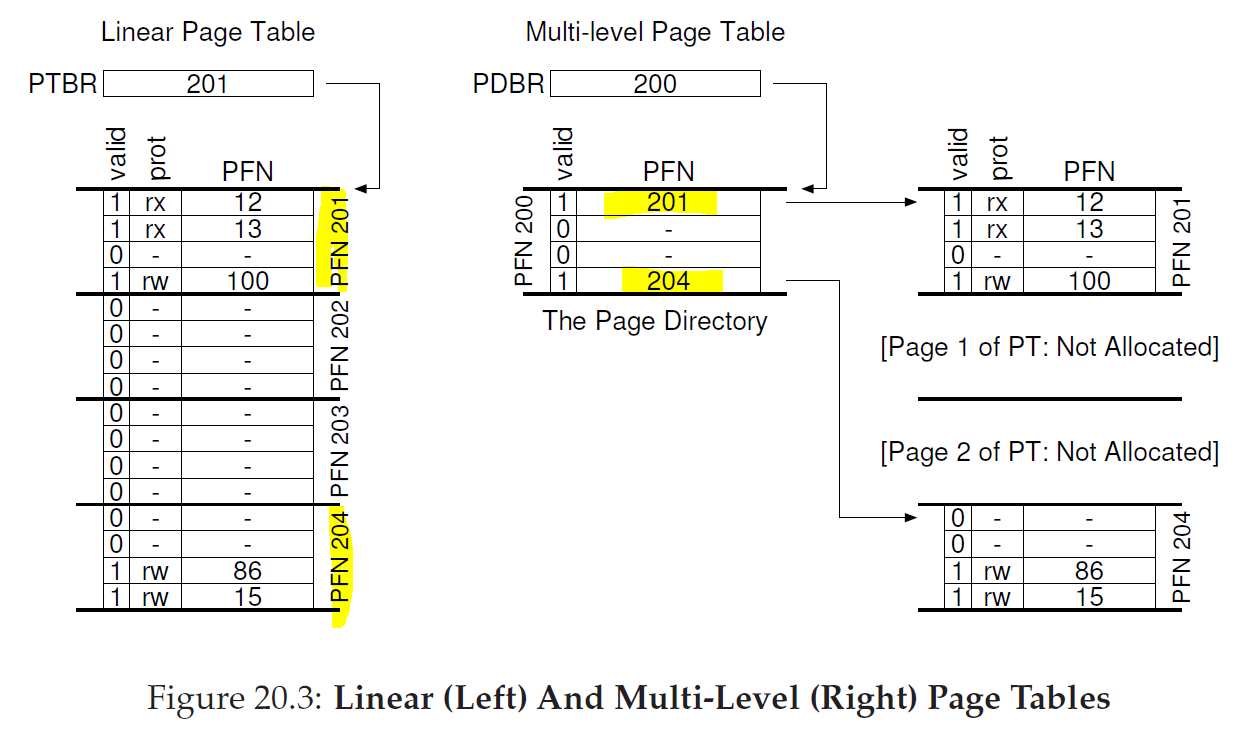 Linear Page Table
PTBR 201
valid prot PFN
1 rx 12
1 rx 13
0 - -
1 rw 100
PFN 201
0 - -
0 - -
0 - -
0 - -
PFN 202
0 - -
0 - -
0 - -
0 - -
PFN 203
0 - -
0 - -
1 rw 86
1 rw 15
PFN 204
Multi-level Page Table
PDBR 200
valid PFN
PFN 200
1 201
0 -
0 -
1 204
The Page Directory
valid prot PFN
1 rx 12
1 rx 13
0 - -
1 rw 100
PFN 201
[Page 1 of PT: Not Allocated]
[Page 2 of PT: Not Allocated]
0 - -
0 - -
1 rw 86
1 rw 15
PFN 204
Figure 20.3: Linear (Left) And Multi-Level (Right) Page Tables